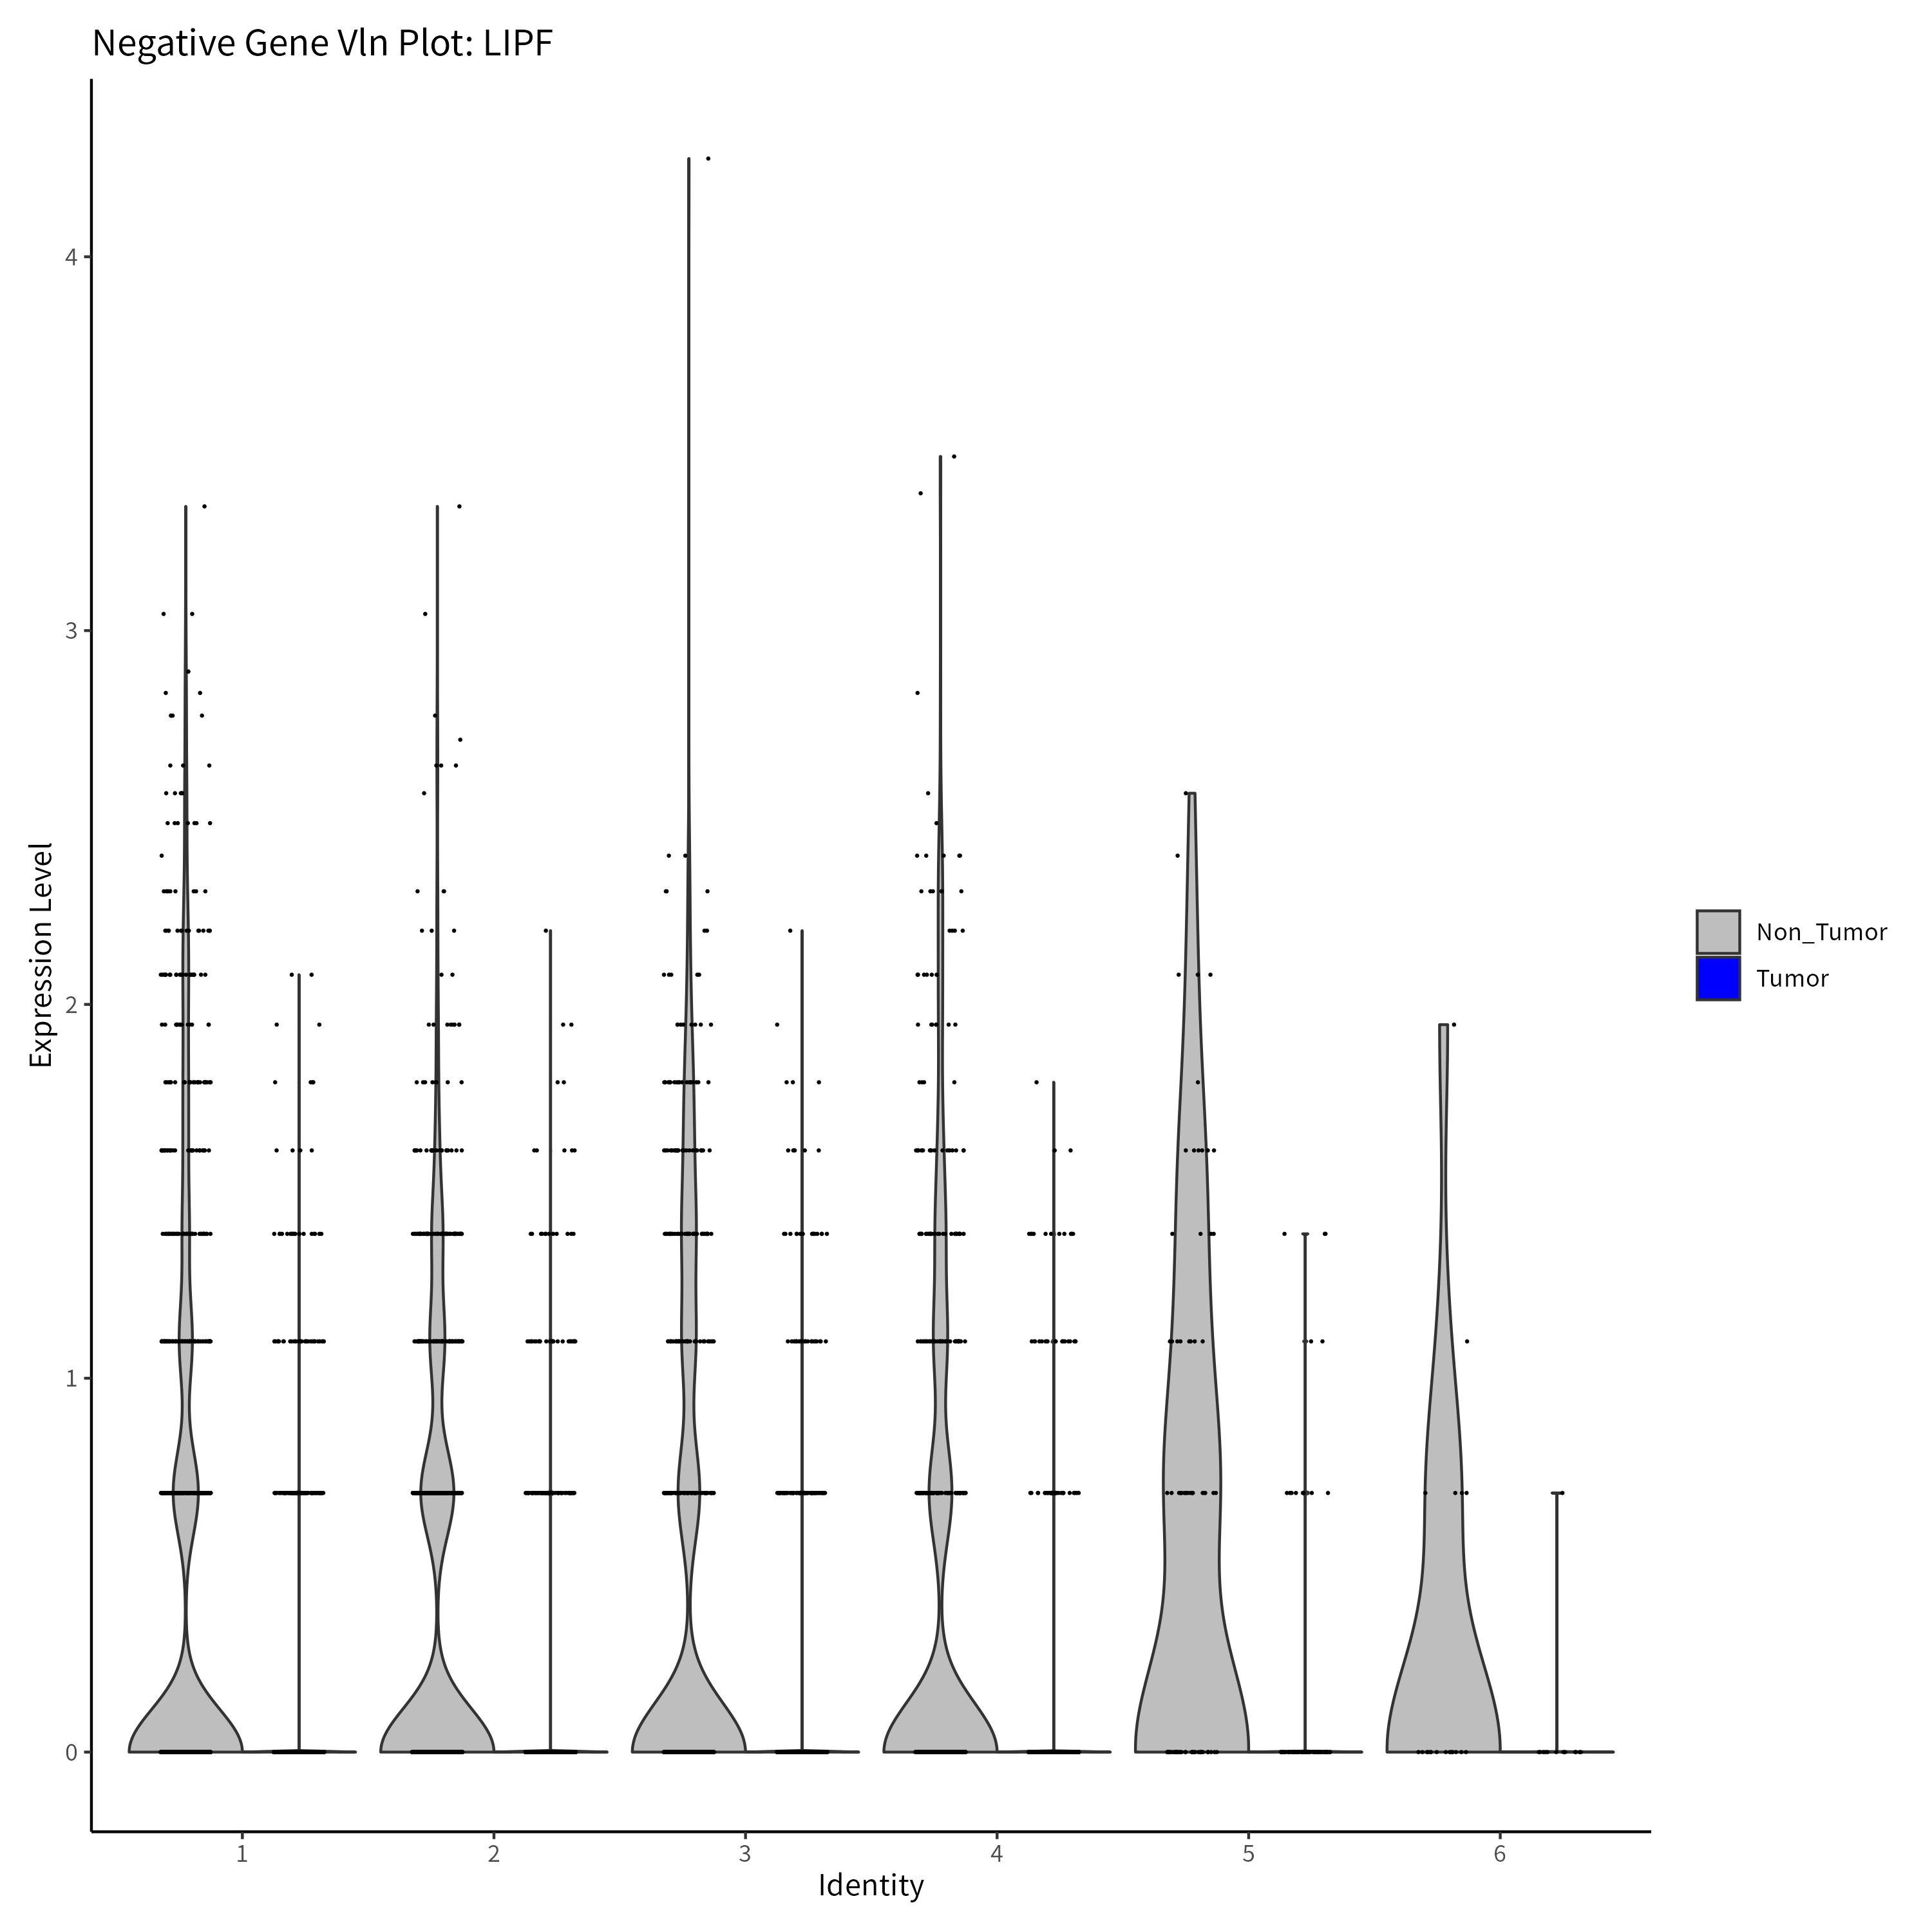 Negative Gene Vln Plot: LIPF
Expression Level
4
3
2
1
0
1 2 3 4 5 6
Identity
Non_Tumor
Tumor